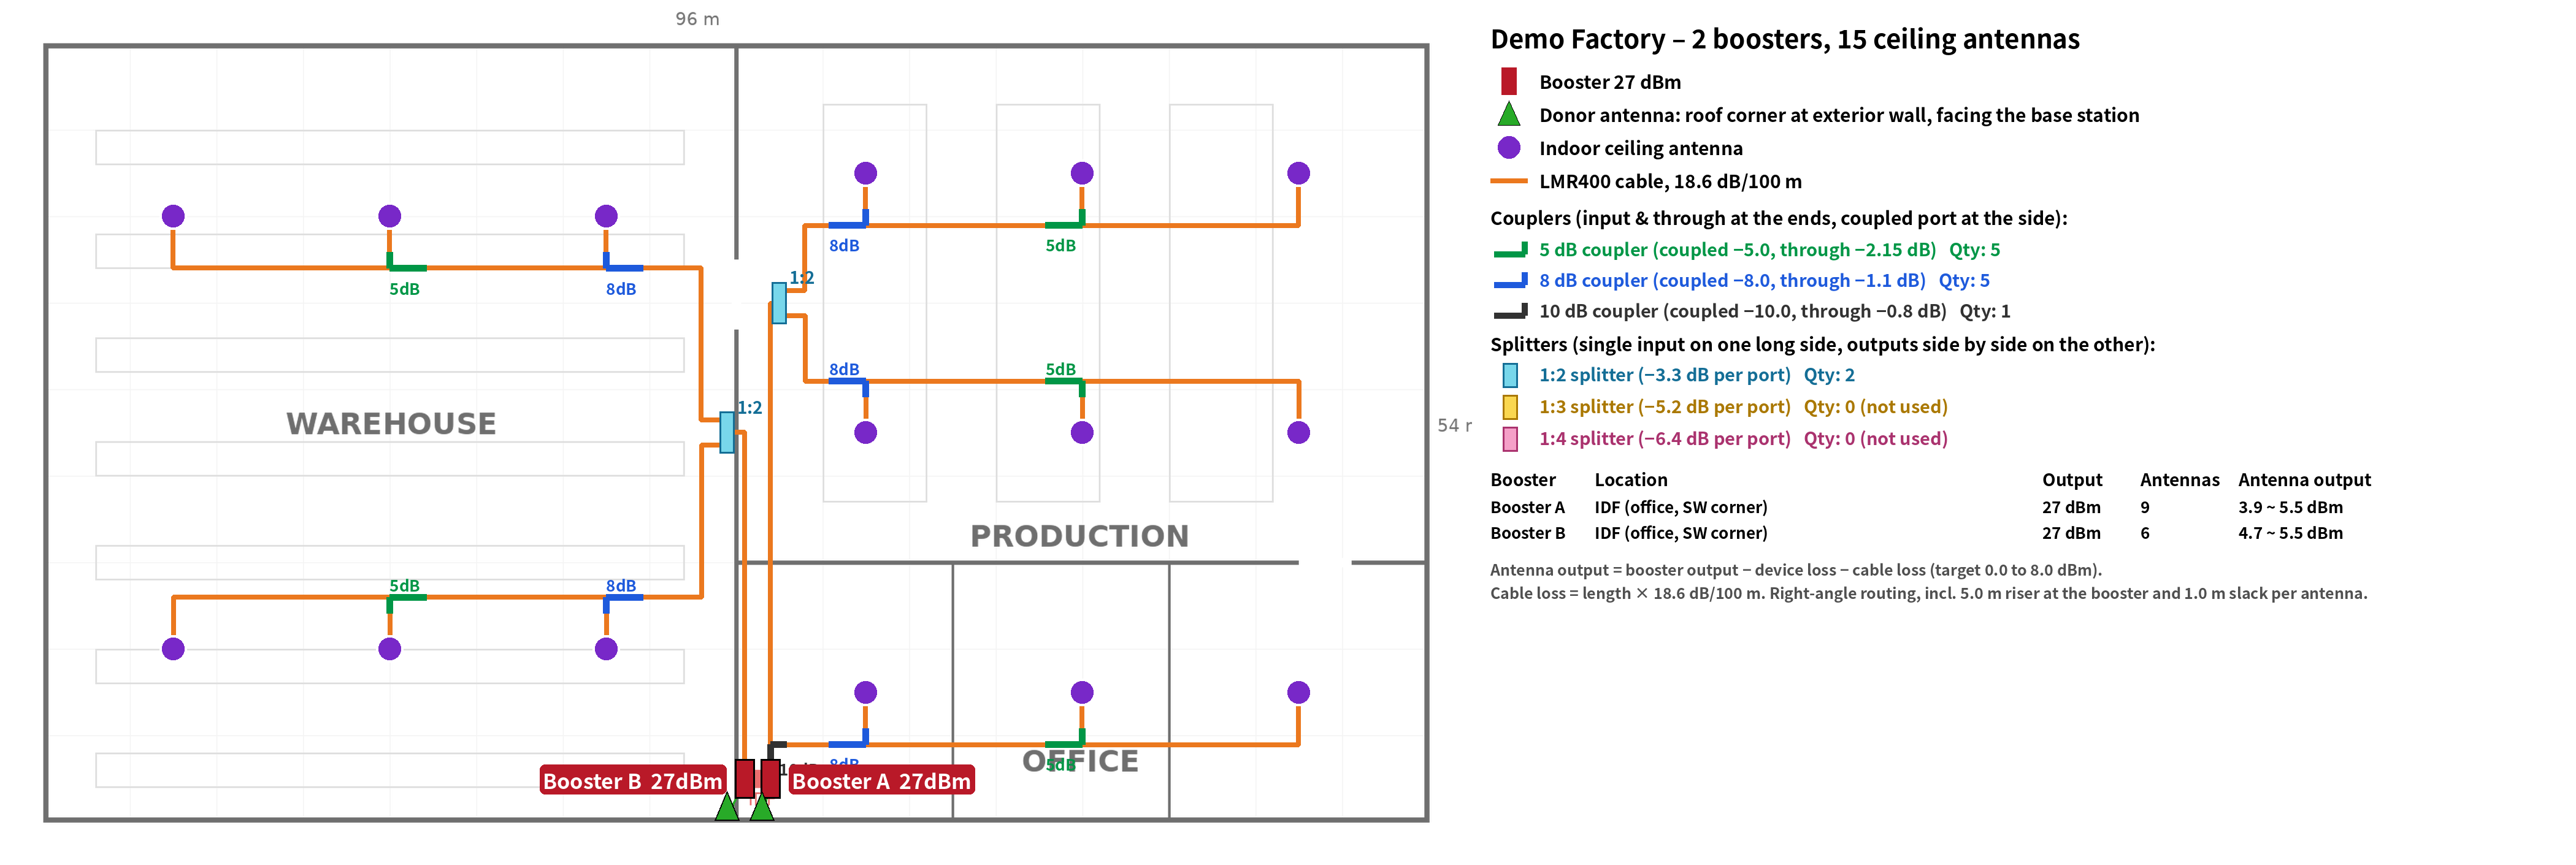 96 m
Demo Factory – 2 boosters, 15 ceiling antennas
Booster 27 dBm
Donor antenna: roof corner at exterior wall, facing the base station
Indoor ceiling antenna
LMR400 cable, 18.6 dB/100 m
Couplers (input & through at the ends, coupled port at the side):
5 dB coupler (coupled −5.0, through −2.15 dB) Qty: 5
8 dB coupler (coupled −8.0, through −1.1 dB) Qty: 5
10 dB coupler (coupled −10.0, through −0.8 dB) Qty: 1
Splitters (single input on one long side, outputs side by side on the other):
1:2 splitter (−3.3 dB per port) Qty: 2
1:3 splitter (−5.2 dB per port) Qty: 0 (not used)
1:4 splitter (−6.4 dB per port) Qty: 0 (not used)
Booster Location Output Antennas Antenna output
Booster A IDF (office, SW corner) 27 dBm 9 3.9 ~ 5.5 dBm
Booster B IDF (office, SW corner) 27 dBm 6 4.7 ~ 5.5 dBm
Antenna output = booster output − device loss − cable loss (target 0.0 to 8.0 dBm).
Cable loss = length × 18.6 dB/100 m. Right-angle routing, incl. 5.0 m riser at the booster and 1.0 m slack per antenna.
8dB
5dB
5dB
8dB
1:2
8dB
5dB
1:2
WAREHOUSE
54 r
PRODUCTION
5dB
8dB
OFFICE
8dB
5dB
Booster B 27dBm
Booster A 27dBm